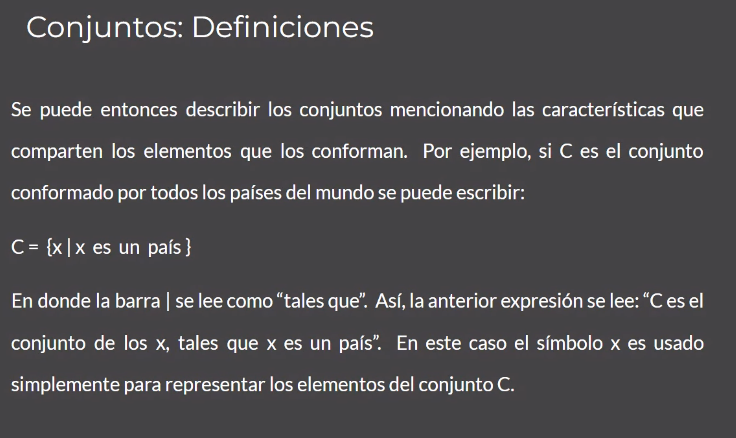 Conjuntos: Definiciones
Se puede entonces describir los conjuntos mencionando las características que
comparten los elementos que los conforman. Por ejemplo, si C es el conjunto
conformado por todos los países del mundo se puede escribir:
C = {x | x es un país }
En donde la barra | se lee como “tales que”. Así, la anterior expresión se lee: “C es el
conjunto de los x, tales que x es un país”. En este caso el símbolo x es usado
simplemente para representar los elementos del conjunto C.